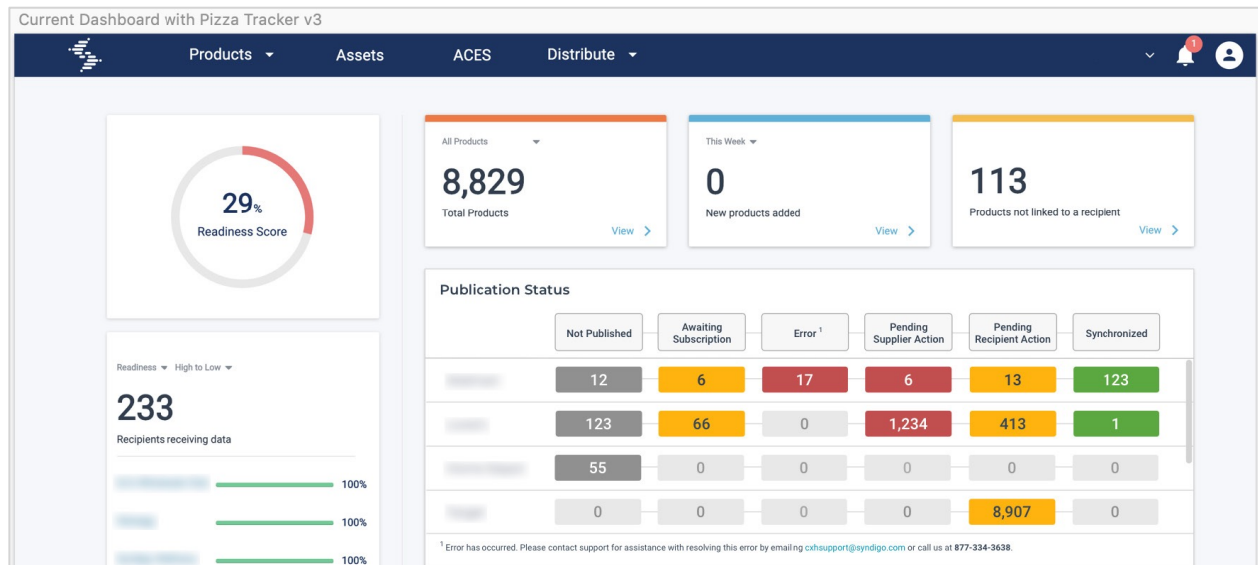 Current Dashboard with Pizza Tracker v3
Products Assets ACES Distribute 1
29%
Readiness Score
All Products
8,829
Total Products
View
This Week
0
New products added
View
113
Products not linked to a recipient
View
Readiness High to Low
233
Recipients receiving data
100%
100%
100%
Publication Status
Not Published
Awaiting
Subscription
Error 1
Pending
Supplier Action
Pending
Recipient Action
Synchronized
12 6 17 6 13 123
123 66 0 1,234 413 1
55 0 0 0 0 0
0 0 0 0 8,907 0
1 Error has occurred. Please contact support for assistance with resolving this error by emailng cxhsupport@syndigo.com or call us at 877-334-3638.